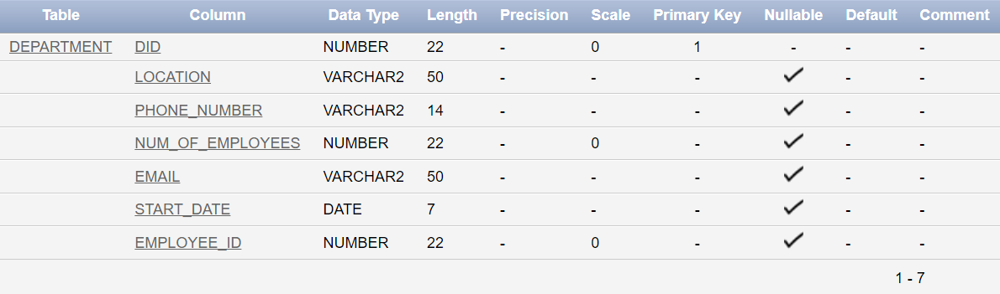 Table Column Data Type Length Precision Scale Primary Key Nullable Default Comment
DEPARTMENT DID NUMBER 22 - 0 1 - - -
LOCATION VARCHAR2 50 - - - ✓ - -
PHONE_NUMBER VARCHAR2 14 - - - ✓ - -
NUM_OF_EMPLOYEES NUMBER 22 - 0 - ✓ - -
EMAIL VARCHAR2 50 - - - ✓ - -
START_DATE DATE 7 - - - ✓ - -
EMPLOYEE_ID NUMBER 22 - 0 - ✓ - -
1 - 7